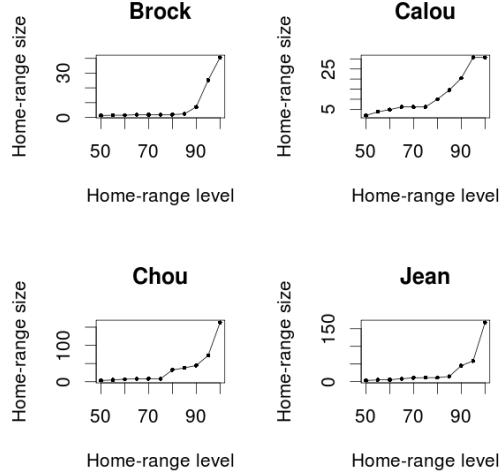 Brock
Home-range size
0 30
50 70 90
Home-range level
Calou
Home-range size
5 25
50 70 90
Home-range level
Chou
Home-range size
0 100
50 70 90
Home-range level
Jean
Home-range size
0 150
50 70 90
Home-range level